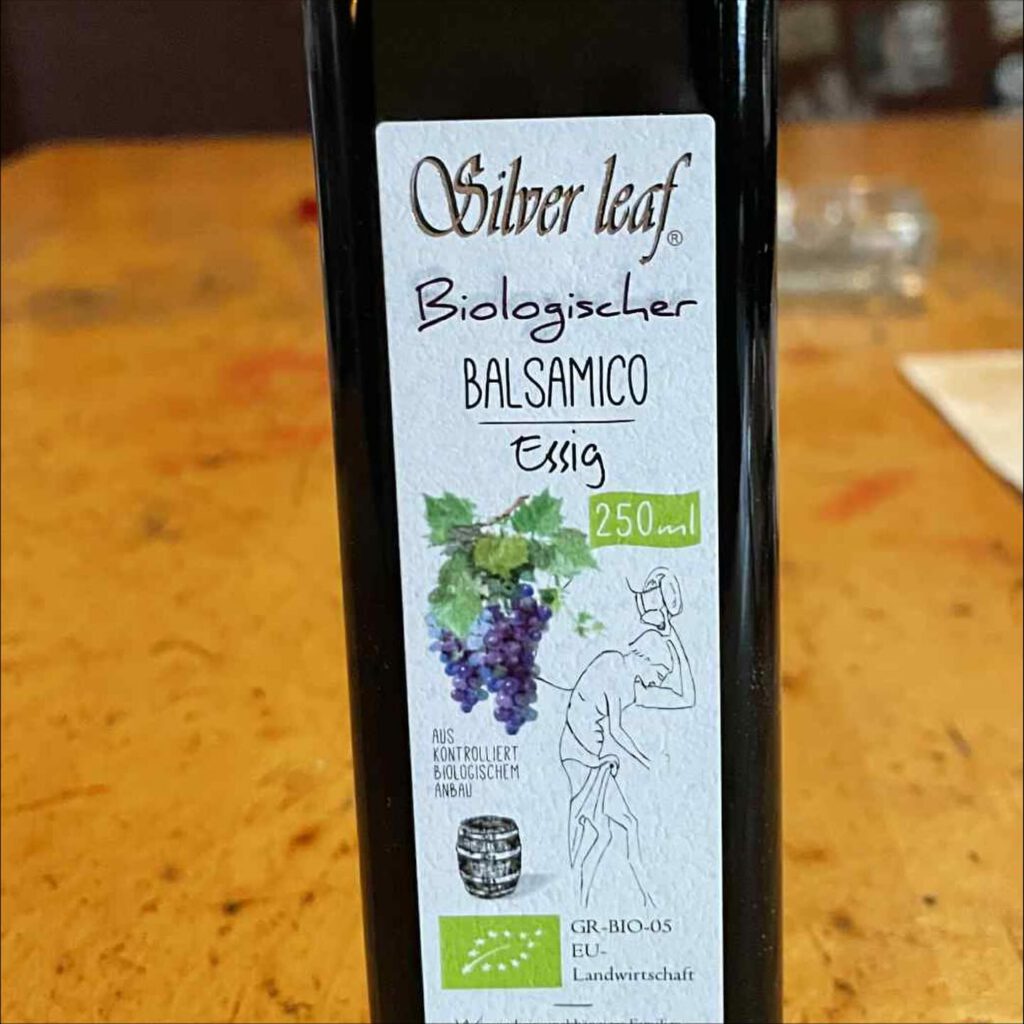 Silver leaf®
Biologischer
BALSAMICO
Essig
250ml
AUS
KONTROLLIERT
BIOLOGISCHEM
ANBAU
GR-BIO-05
EU-
Landwirtschaft